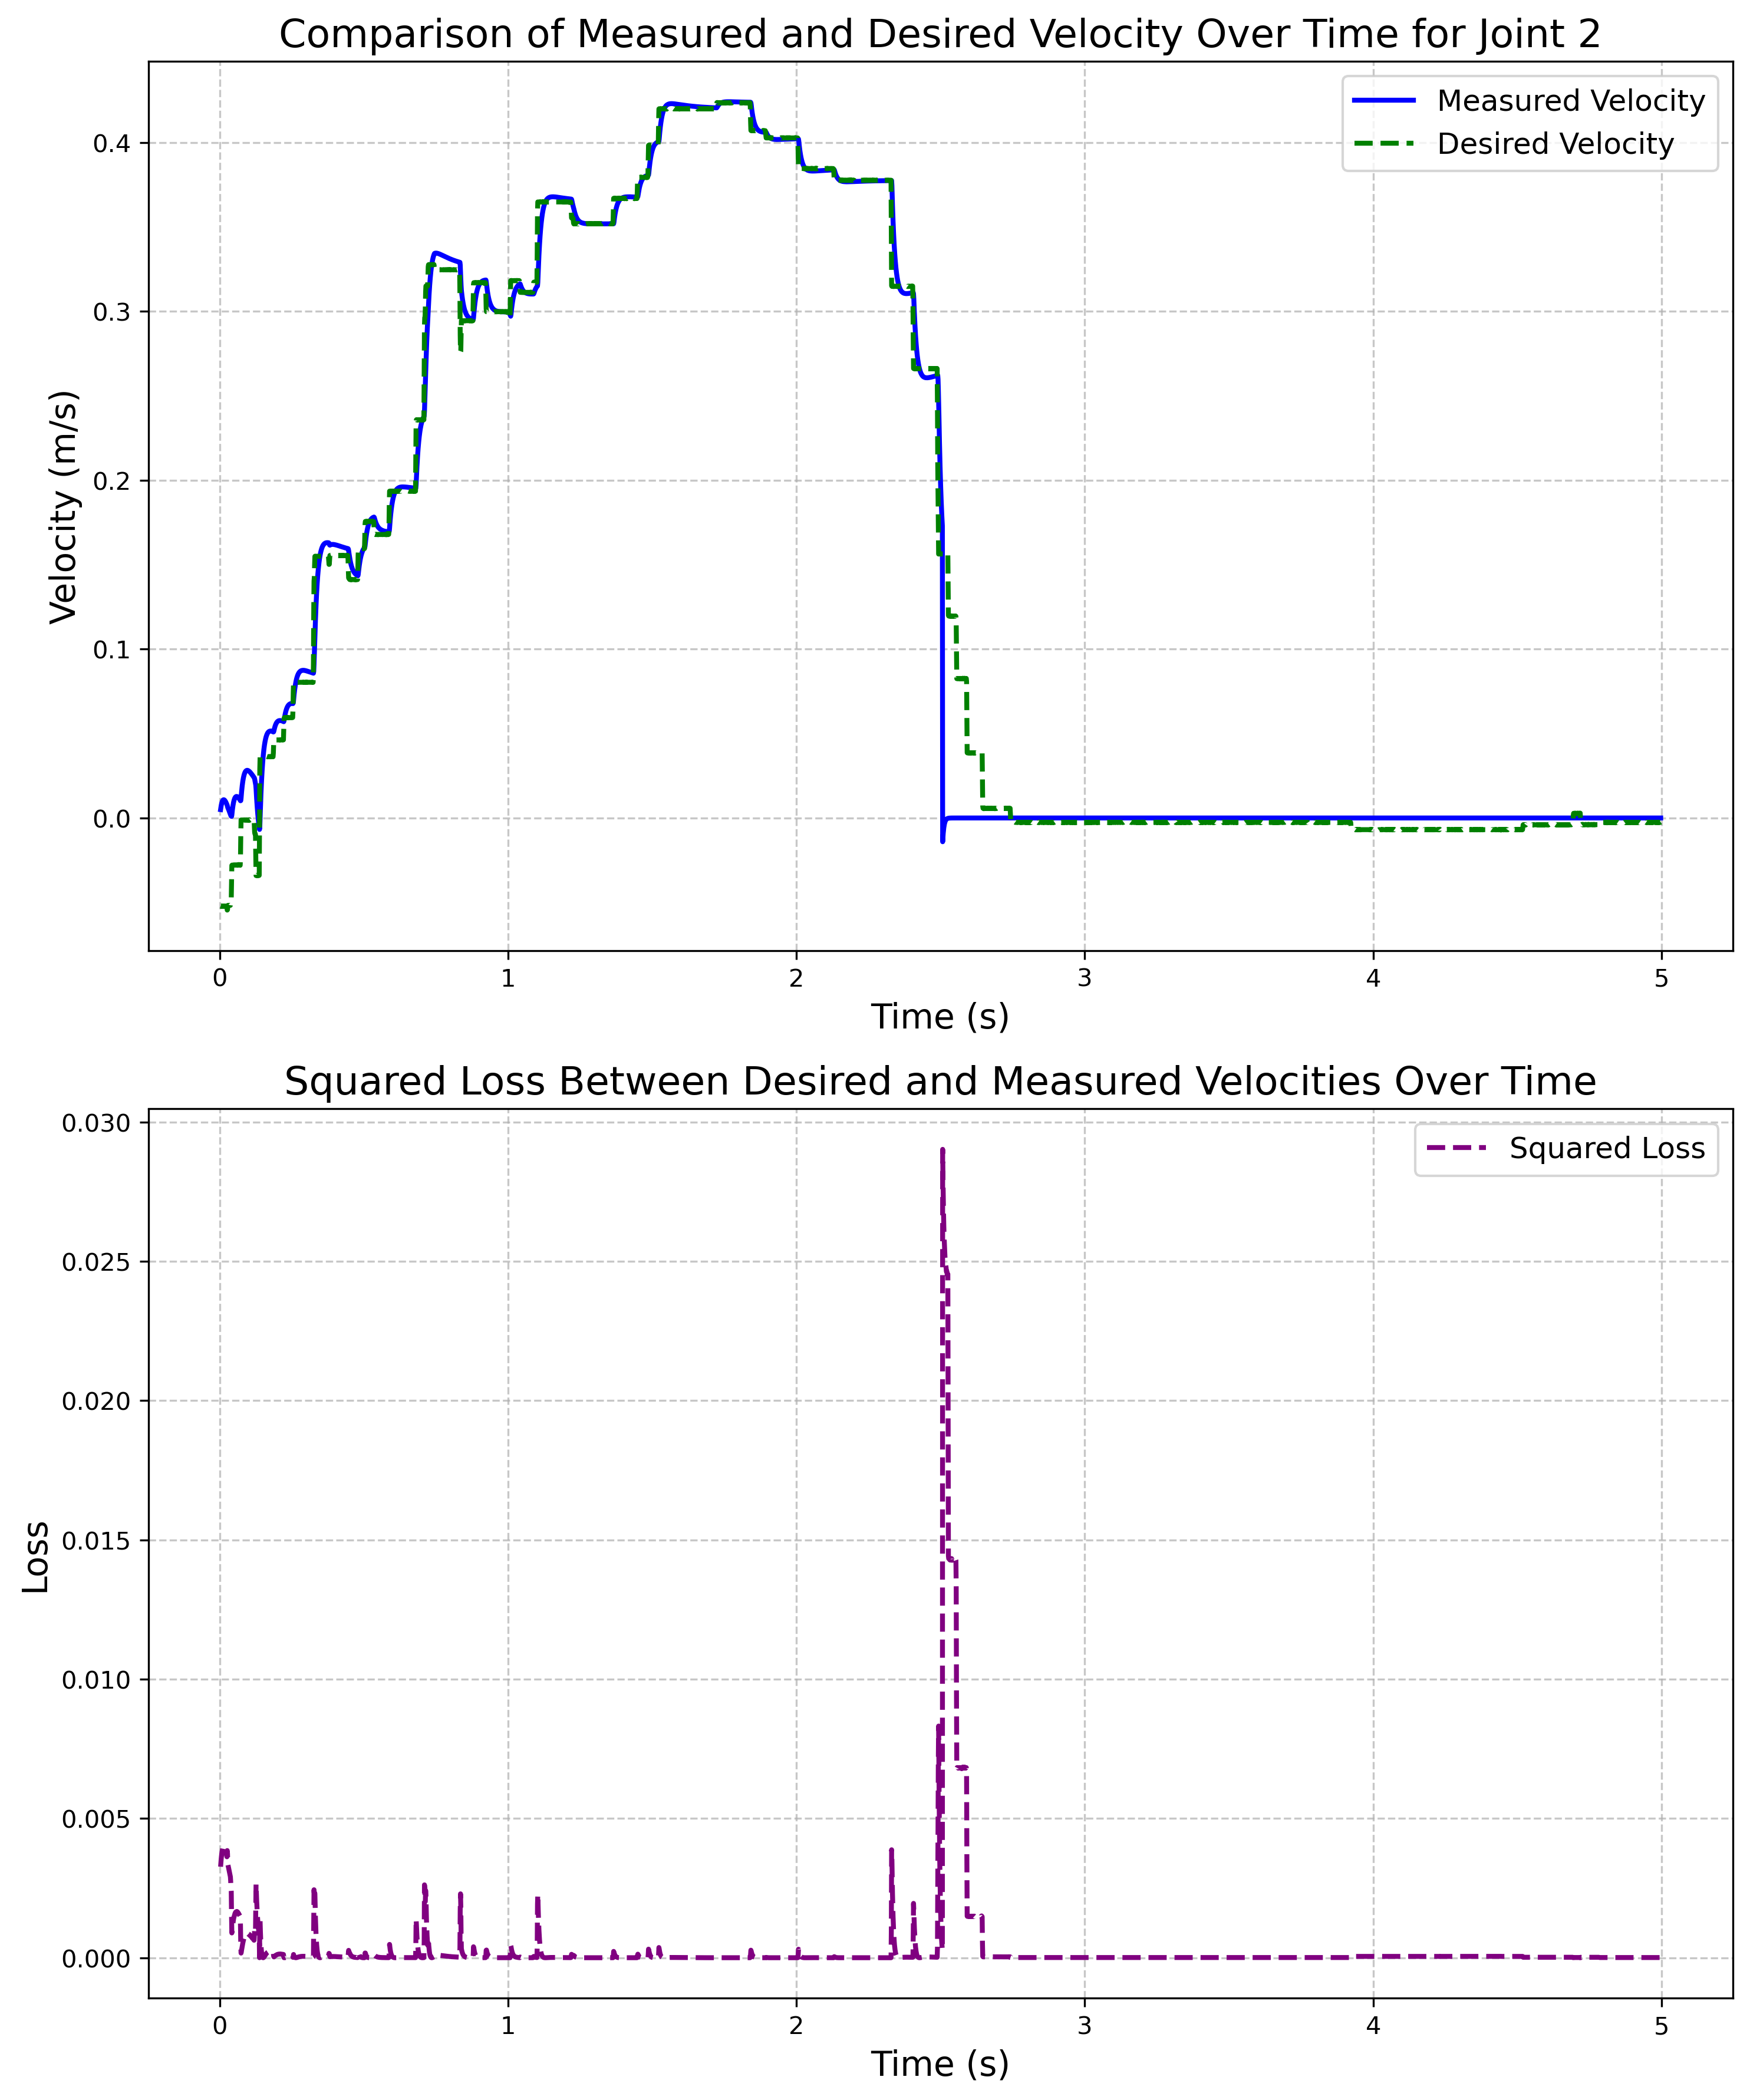 Comparison of Measured and Desired Velocity Over Time for Joint 2
Measured Velocity
Desired Velocity
Velocity (m/s)
0.4
0.3
0.2
0.1
0.0
0 1 2 3 4 5
Time (s)
Squared Loss Between Desired and Measured Velocities Over Time
Squared Loss
Loss
0.030
0.025
0.020
0.015
0.010
0.005
0.000
0 1 2 3 4 5
Time (s)